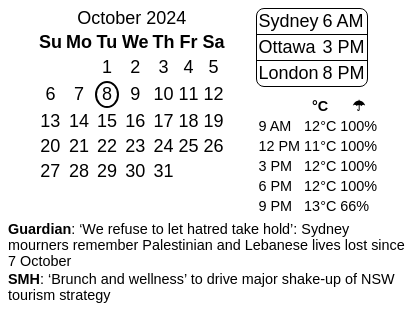 October 2024
Su Mo Tu We Th Fr Sa
1 2 3 4 5
6 7 8 9 10 11 12
13 14 15 16 17 18 19
20 21 22 23 24 25 26
27 28 29 30 31
Sydney 6 AM
Ottawa 3 PM
London 8 PM
°C ☂
9 AM 12°C 100%
12 PM 11°C 100%
3 PM 12°C 100%
6 PM 12°C 100%
9 PM 13°C 66%
Guardian: ‘We refuse to let hatred take hold’: Sydney
mourners remember Palestinian and Lebanese lives lost since
7 October
SMH: ‘Brunch and wellness’ to drive major shake-up of NSW
tourism strategy